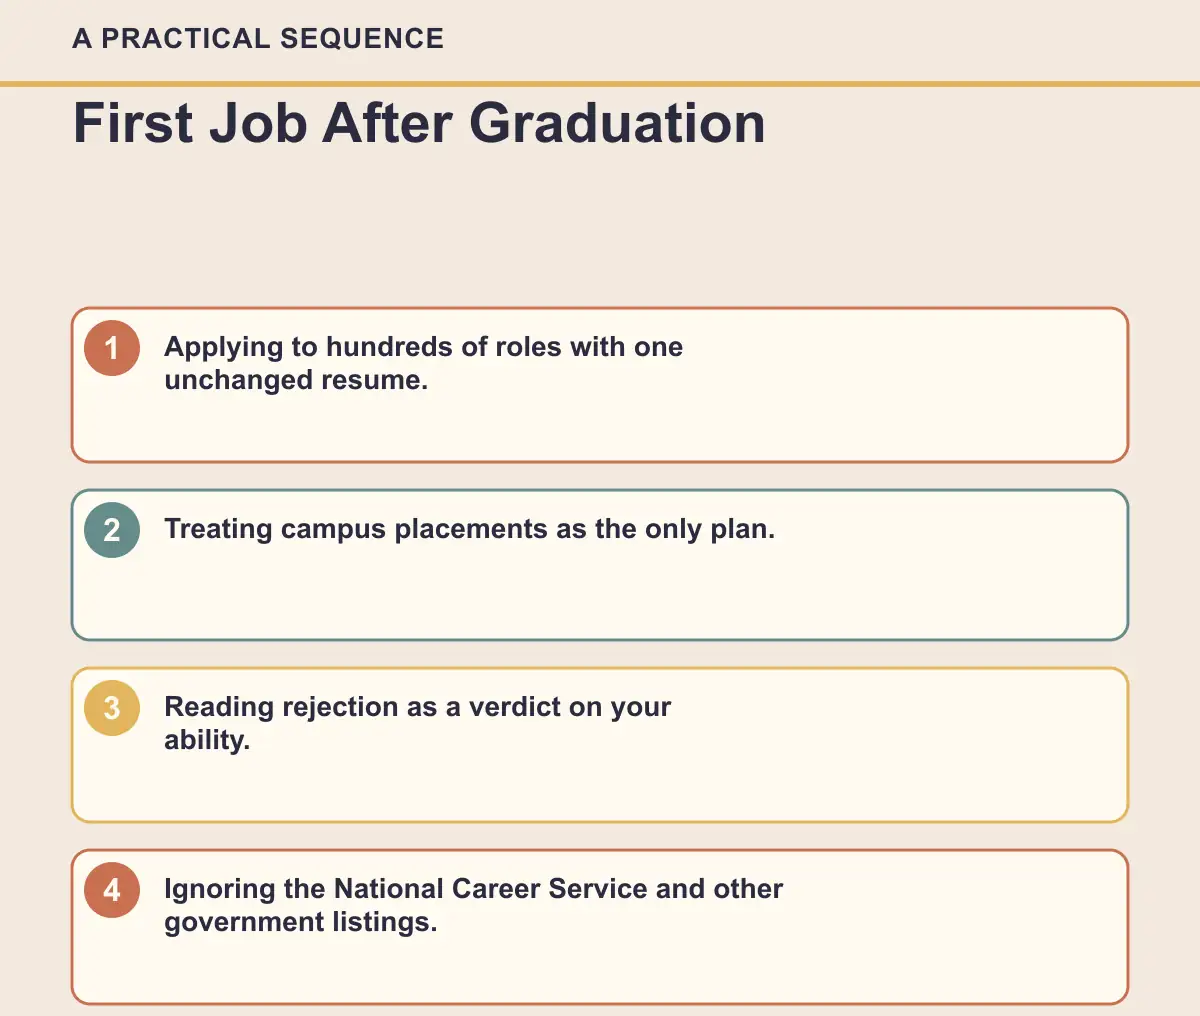 A PRACTICAL SEQUENCE
First Job After Graduation
1
Applying to hundreds of roles with one
unchanged resume.
2
Treating campus placements as the only plan.
3
Reading rejection as a verdict on your
ability.
4
Ignoring the National Career Service and other
government listings.